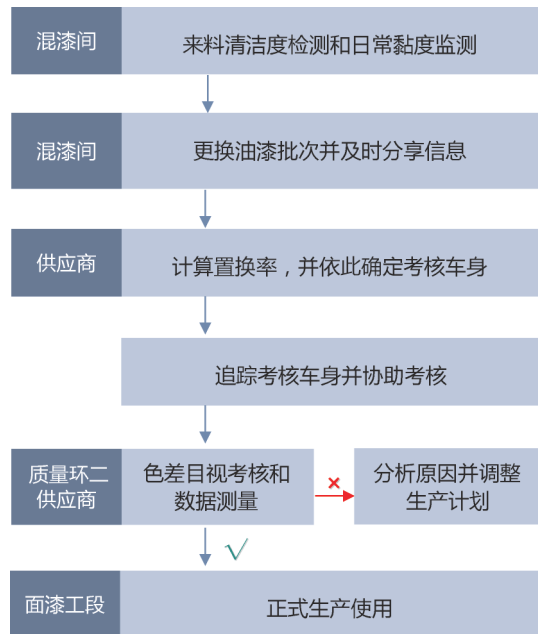 混漆间
来料清洁度检测和日常黏度监测
混漆间
更换油漆批次并及时分享信息
供应商
计算置换率，并依此确定考核车身
追踪考核车身并协助考核
质量环二
供应商
色差目视考核和
数据测量
×
分析原因并调整
生产计划
√
面漆工段
正式生产使用